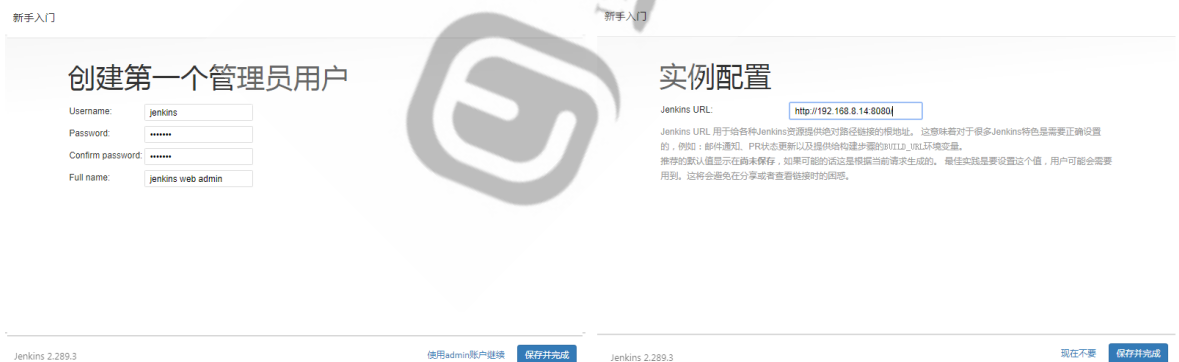 新手入门
创建第一个管理员用户
Username: jenkins
Password: •••••••
Confirm password: •••••••
Full name: jenkins web admin
Jenkins 2.289.3
使用admin账户继续
保存并完成
新手入门
实例配置
Jenkins URL: http://192.168.8.14:8080/
Jenkins URL 用于给各种Jenkins资源提供绝对路径链接的根地址。 这意味着对于很多Jenkins特色是需要正确设置
的，例如：邮件通知、PR状态更新以及提供给构建步骤的BUILD_URL环境变量。
推荐的默认值显示在尚未保存，如果可能的话这是根据当前请求生成的。 最佳实践是要设置这个值，用户可能会需要
用到。这将会避免在分享或者查看链接时的困惑。
Jenkins 2.289.3
现在不要
保存并完成